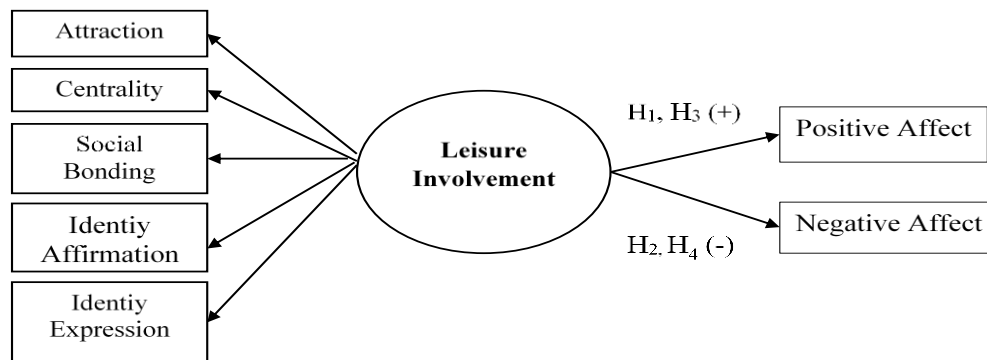 Attraction
Centrality
Social
Bonding
Identiy
Affirmation
Identiy
Expression
Leisure
Involvement
H₁, H₃ (+)
H₂, H₄ (-)
Positive Affect
Negative Affect